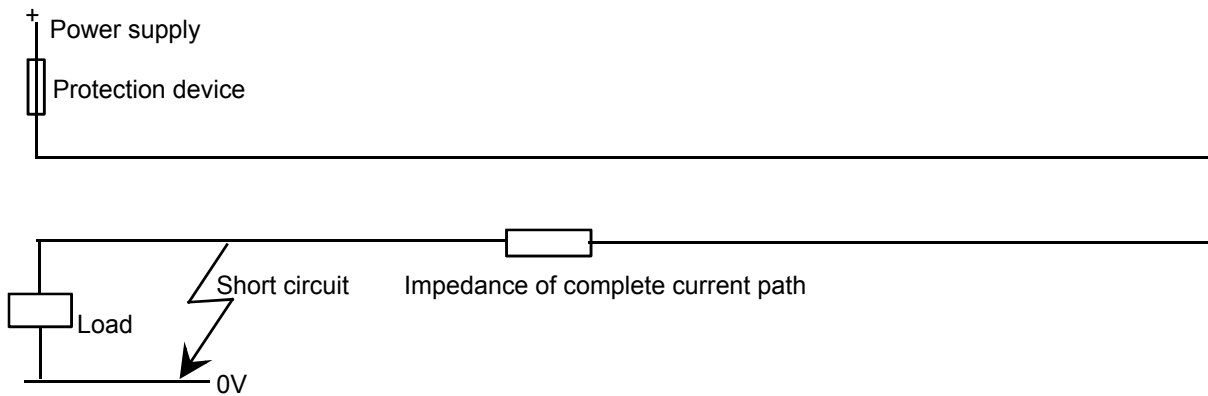 +
Power supply
Protection device
Short circuit
Impedance of complete current path
Load
0V